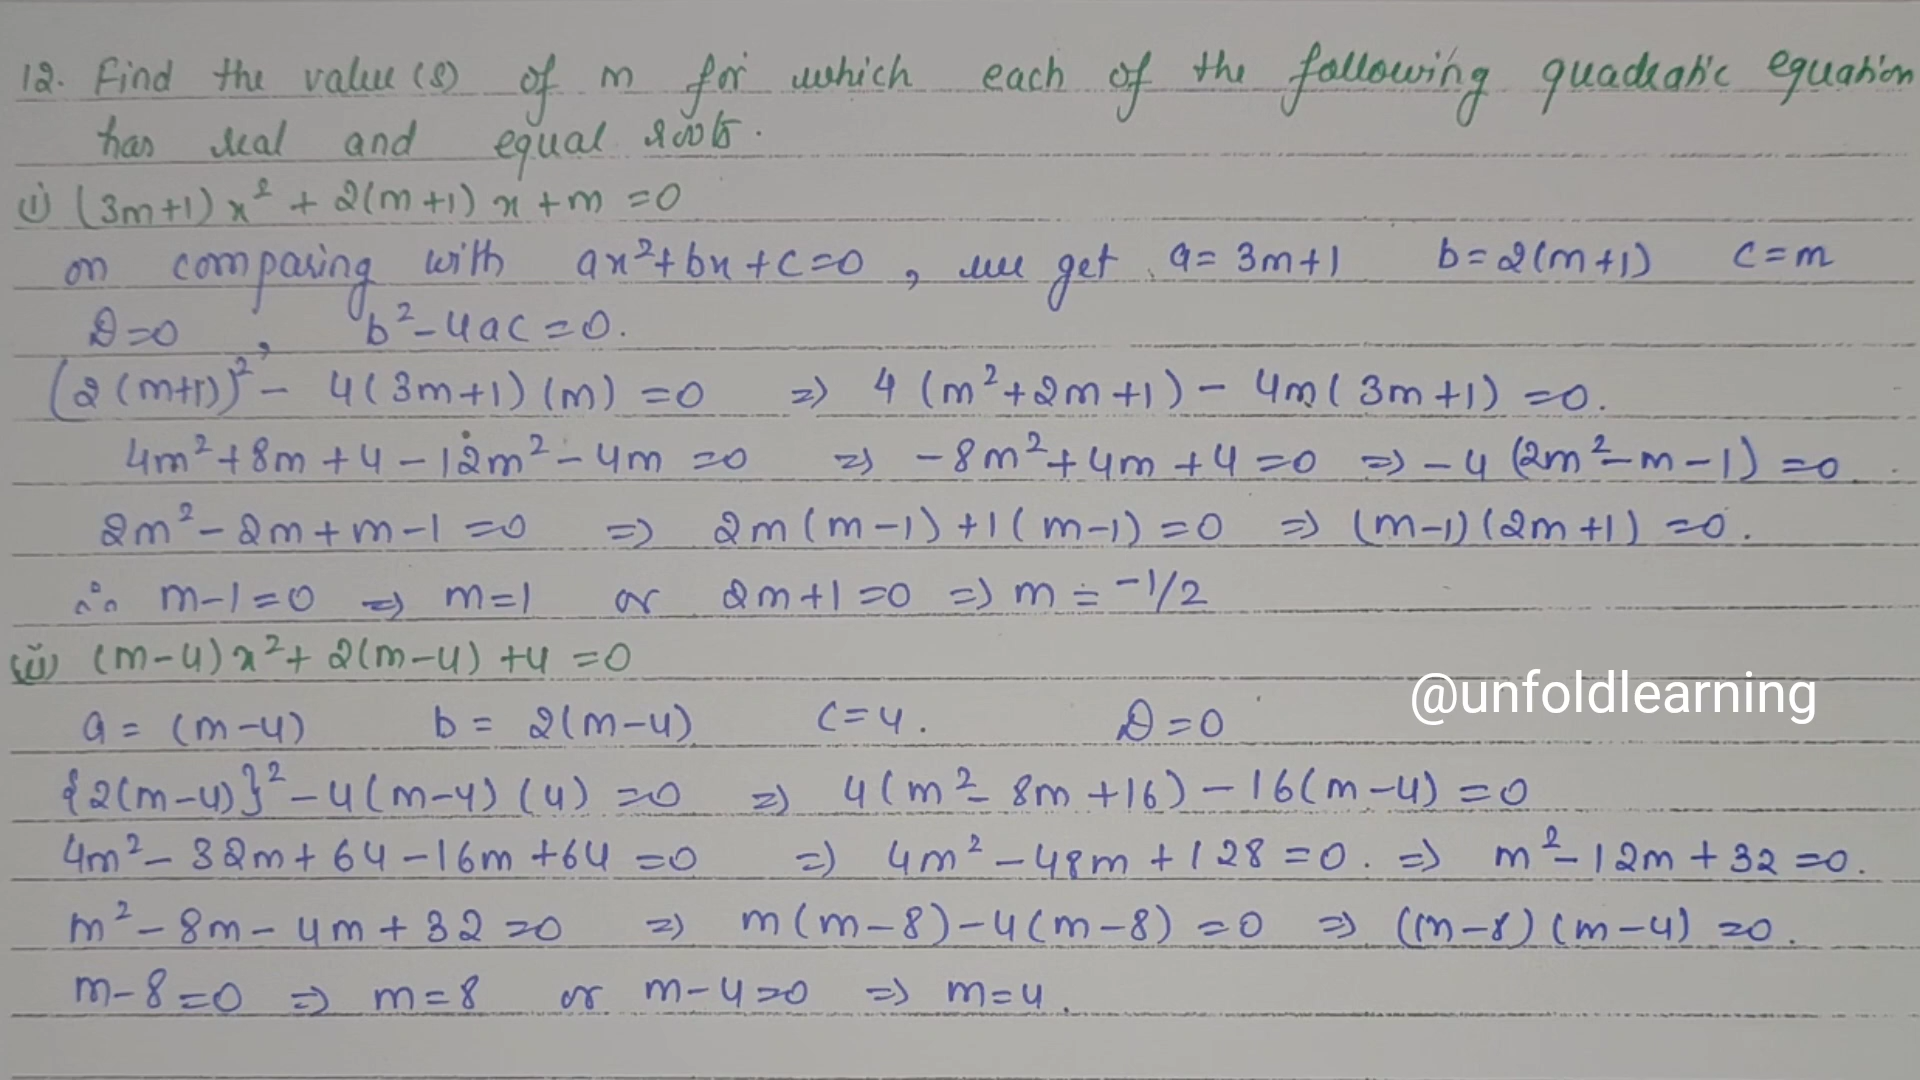 12. Find the value(s) of m for which each of the following quadratic equation
has real and equal roots.
(i) (3m+1)x² + 2(m+1)x + m = 0
on comparing with ax²+bx+c=0, we get a= 3m+1 b=2(m+1) c=m
D=0, b²-4ac=0.
(2(m+1))² - 4(3m+1)(m) = 0 => 4(m²+2m+1) - 4m(3m+1) = 0.
4m²+8m+4-12m²-4m=0 => -8m²+4m+4=0 => -4(2m²-m-1)=0
2m²-2m+m-1=0 => 2m(m-1)+1(m-1)=0 => (m-1)(2m+1)=0.
∴ m-1=0 => m=1 or 2m+1=0 => m = -1/2
(ii) (m-4)x²+ 2(m-4) +4 =0
@unfoldlearning
a = (m-4) b = 2(m-4) c=4. D=0
{2(m-4)}²-4(m-4)(4)=0 => 4(m²-8m+16)-16(m-4)=0
4m²-32m+64-16m+64=0 => 4m²-48m+128=0. => m²-12m+32=0.
m²-8m-4m+32=0 => m(m-8)-4(m-8)=0 => (m-8)(m-4)=0.
m-8=0 => m=8 or m-4=0 => m=4.